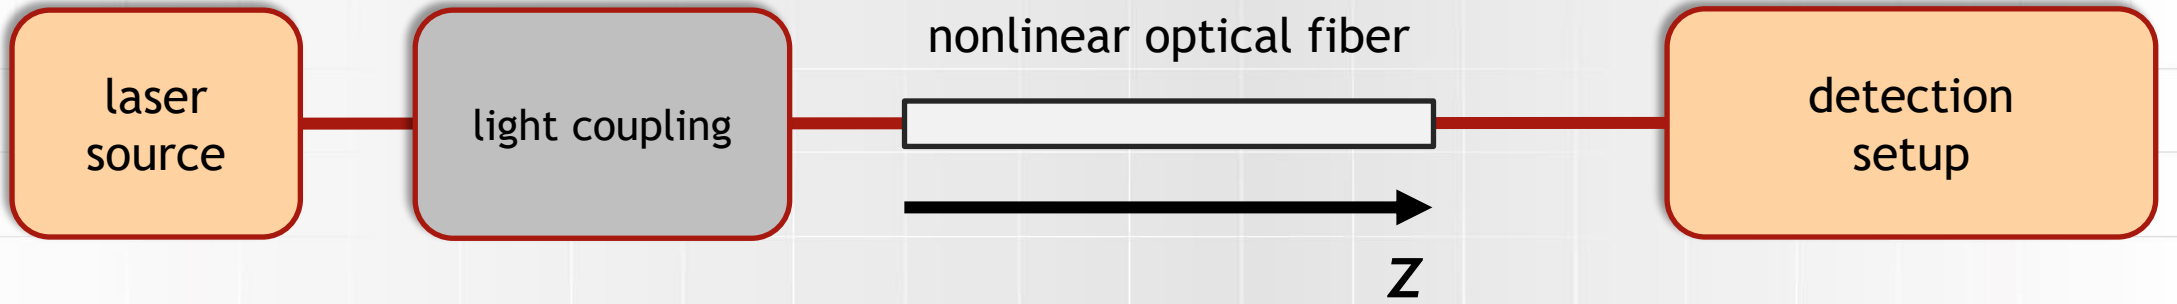 laser
source
light coupling
nonlinear optical fiber
z
detection
setup